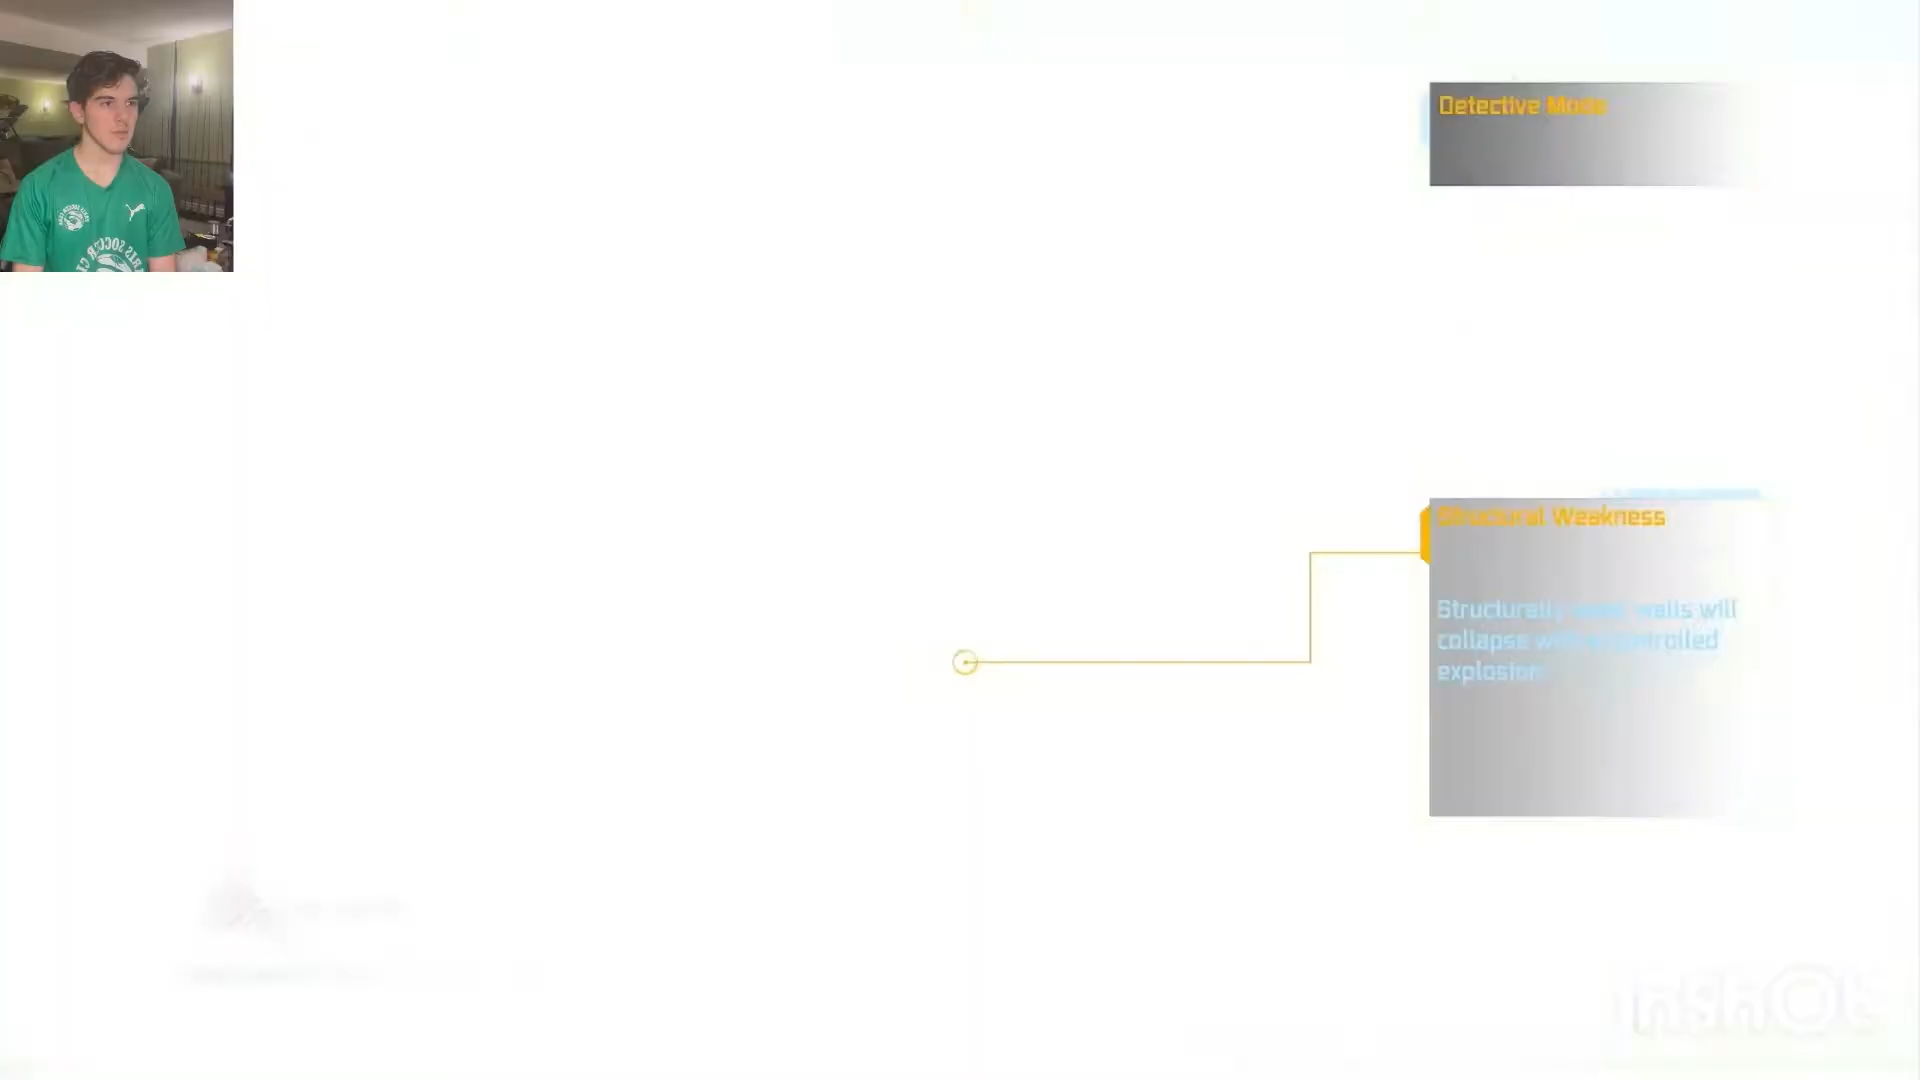 Detective Mode
Structural Weakness
Structurally weak walls will
collapse with a controlled
explosion
InShOt